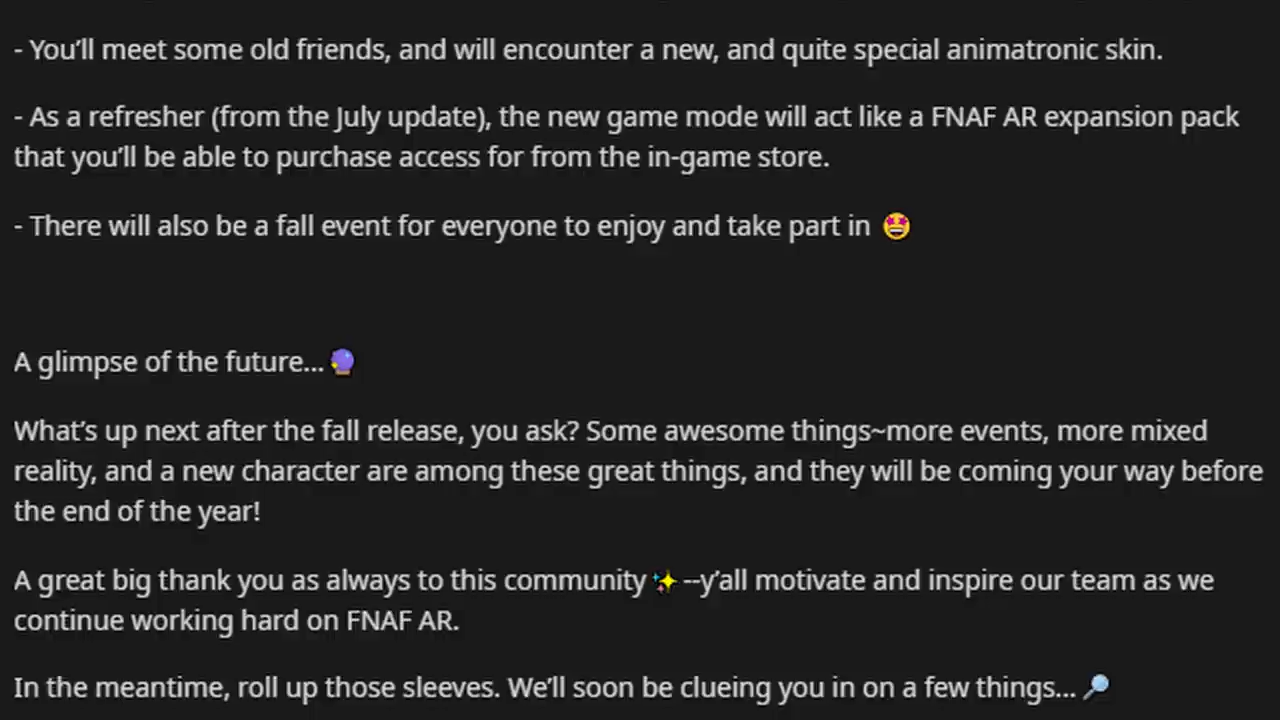 - You'll meet some old friends, and will encounter a new, and quite special animatronic skin.
- As a refresher (from the July update), the new game mode will act like a FNAF AR expansion pack
that you'll be able to purchase access for from the in-game store.
- There will also be a fall event for everyone to enjoy and take part in 🤩
A glimpse of the future... 🔮
What's up next after the fall release, you ask? Some awesome things~more events, more mixed
reality, and a new character are among these great things, and they will be coming your way before
the end of the year!
A great big thank you as always to this community ✨ --y'all motivate and inspire our team as we
continue working hard on FNAF AR.
In the meantime, roll up those sleeves. We'll soon be clueing you in on a few things... 🔎